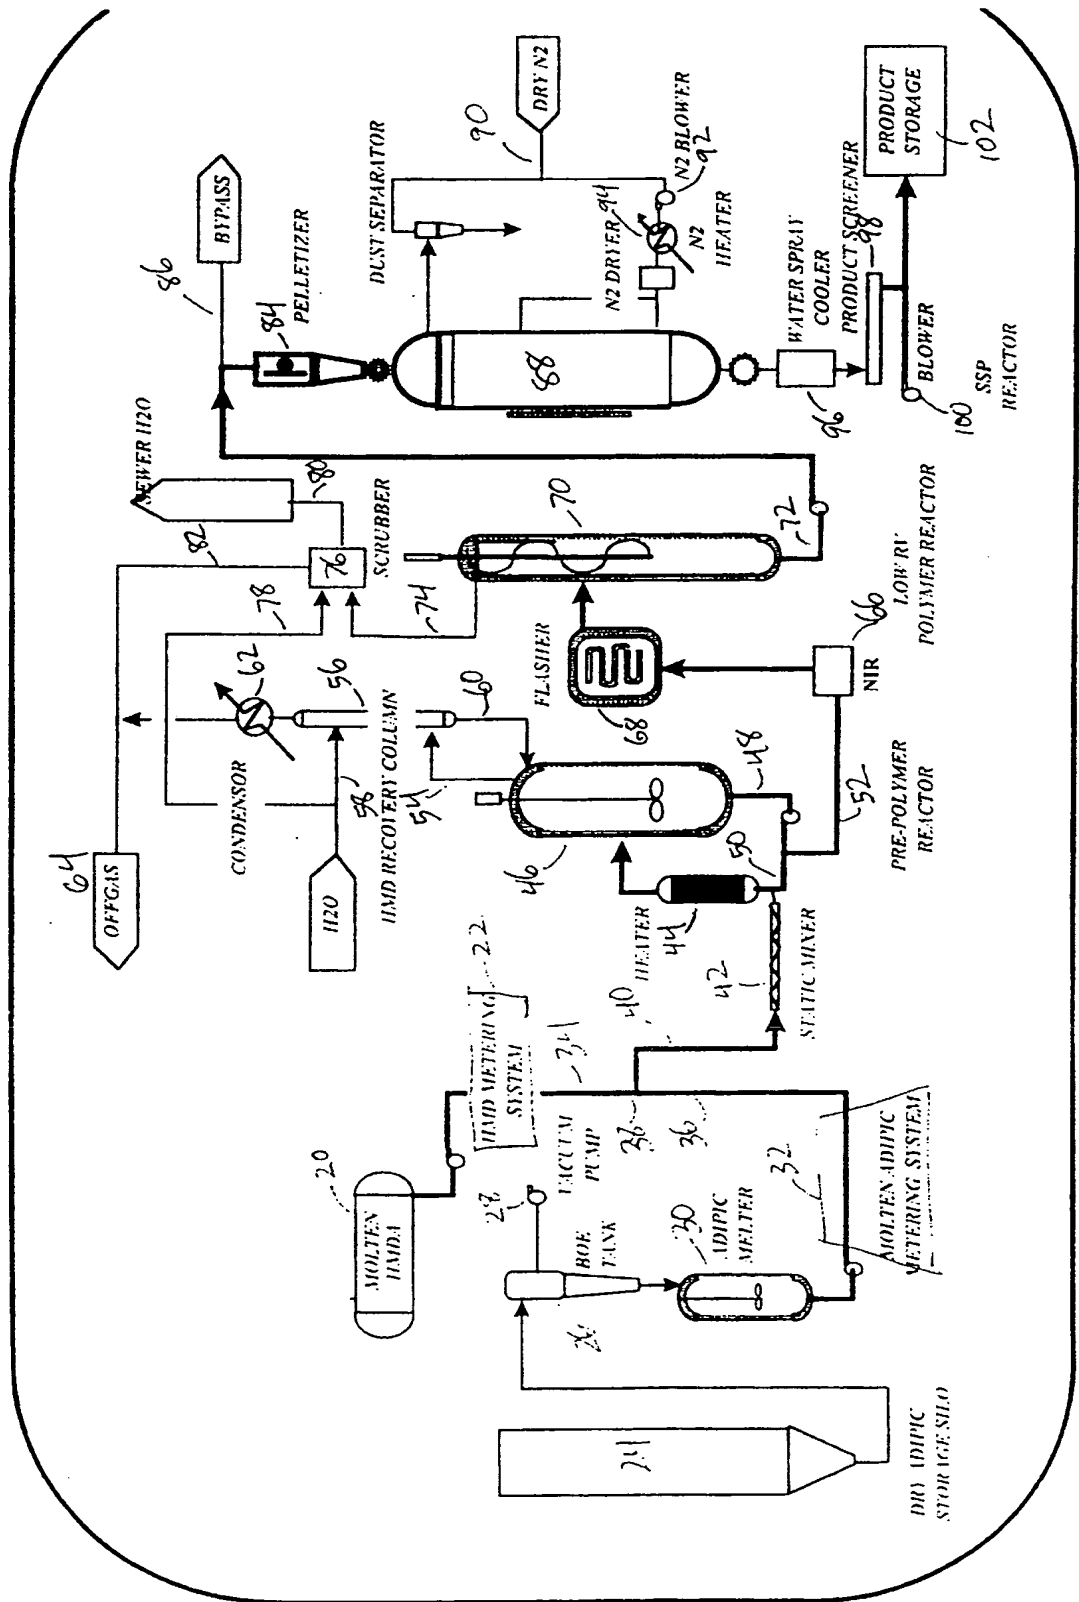 DRY ADIPIC
STORAGE SILO
24
MOLTEN
HMDA
20
26
BOE
TANK
28
VACCUM
PUMP
30
ADIPIC
MELTER
32
MOLTEN ADIPIC
METERING SYSTEM
HMD METERING
SYSTEM
22
34
36
38
40
42
STATIC MIXER
HEATER
44
46
48
50
52
PRE-POLYMER
REACTOR
OFFGAS
64
H2O
CONDENSOR
62
HMD RECOVERY COLUMN
54
56
58
60
NIR
66
FLASHER
68
70
72
LOW RV
POLYMER REACTOR
74
76
SCRUBBER
78
80
82
SEWER H2O
BYPASS
86
84
PELLETIZER
88
DUST SEPARATOR
DRY N2
90
N2 BLOWER
92
N2 DRYER
94
N2
HEATER
WATER SPRAY
COOLER
96
PRODUCT SCREENER
98
BLOWER
100
SSP
REACTOR
PRODUCT
STORAGE
102